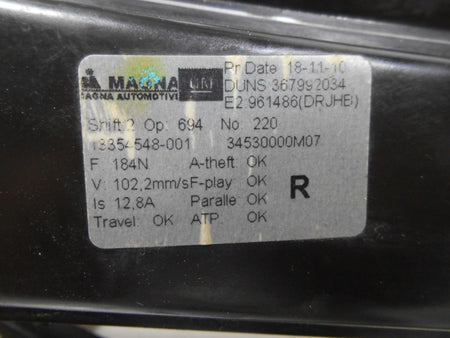 MAGNA GM Pr.Date 18-11-10
MAGNA AUTOMOTIVE DUNS 367992034
E2 961486(DRJHB)
Shift:2 Op: 694 No: 220
13354548-001 34530000M07
F 184N A-theft: OK
V: 102,2mm/s F-play: OK
Is 12,8A Paralle: OK R
Travel: OK ATP: OK